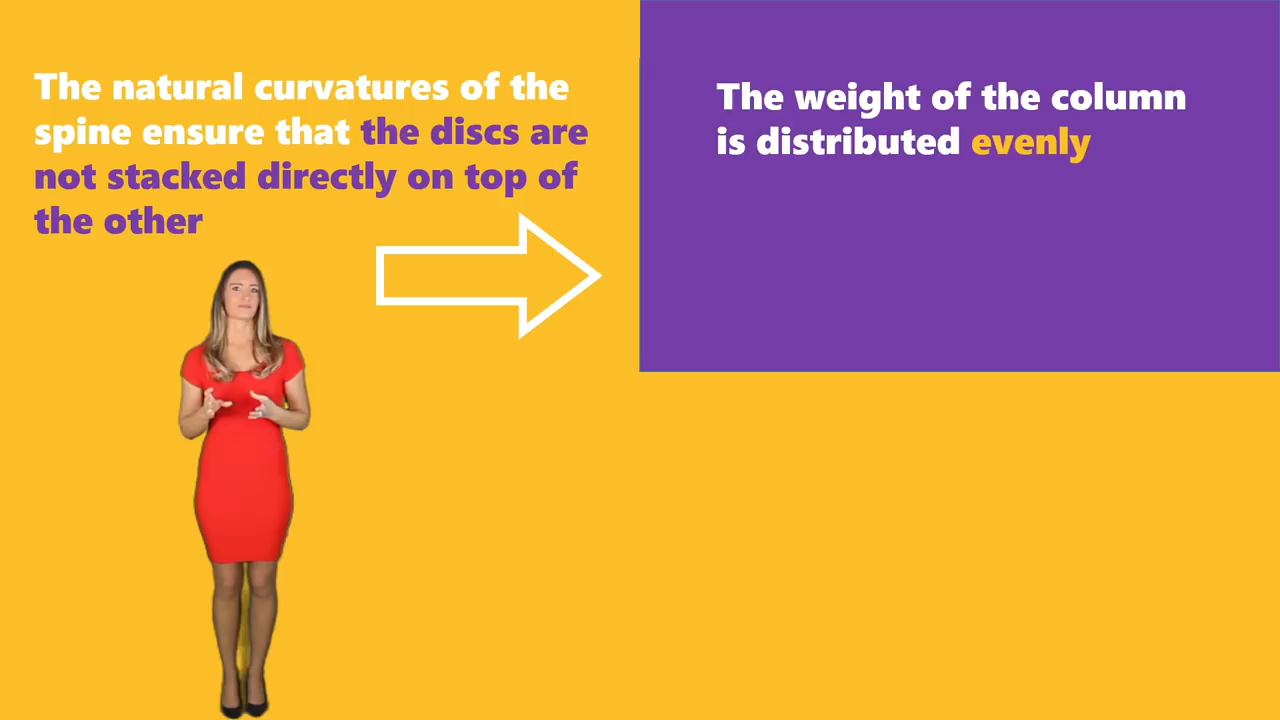 The natural curvatures of the
spine ensure that the discs are
not stacked directly on top of
the other
The weight of the column
is distributed evenly